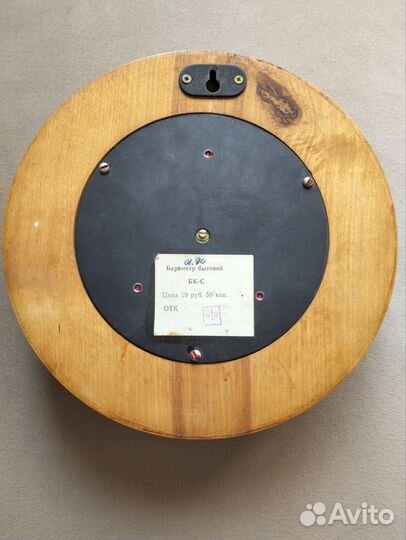 01.80
Барометр бытовой
БК-С
Цена 19 руб. 50 коп.
ОТК
Avito